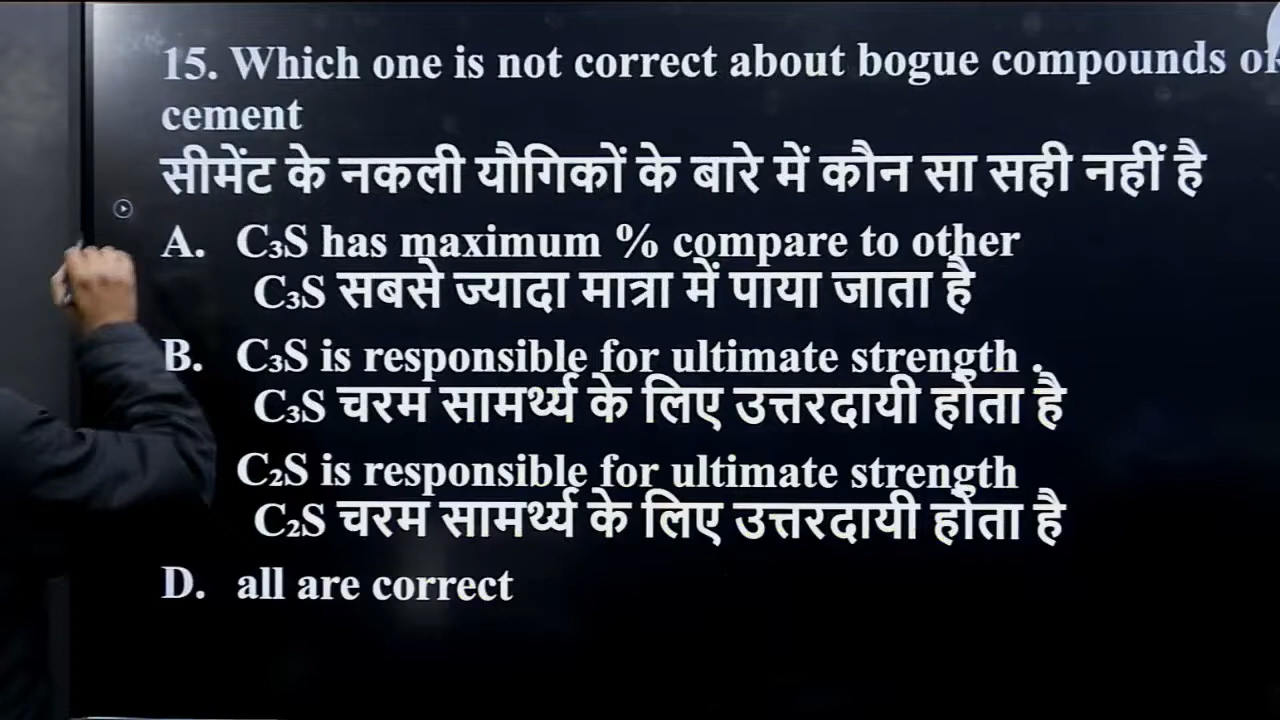 15. Which one is not correct about bogue compounds of
cement
सीमेंट के नकली यौगिकों के बारे में कौन सा सही नहीं है
A. C₃S has maximum % compare to other
C₃S सबसे ज्यादा मात्रा में पाया जाता है
B. C₃S is responsible for ultimate strength .
C₃S चरम सामर्थ्य के लिए उत्तरदायी होता है
C₂S is responsible for ultimate strength
C₂S चरम सामर्थ्य के लिए उत्तरदायी होता है
D. all are correct